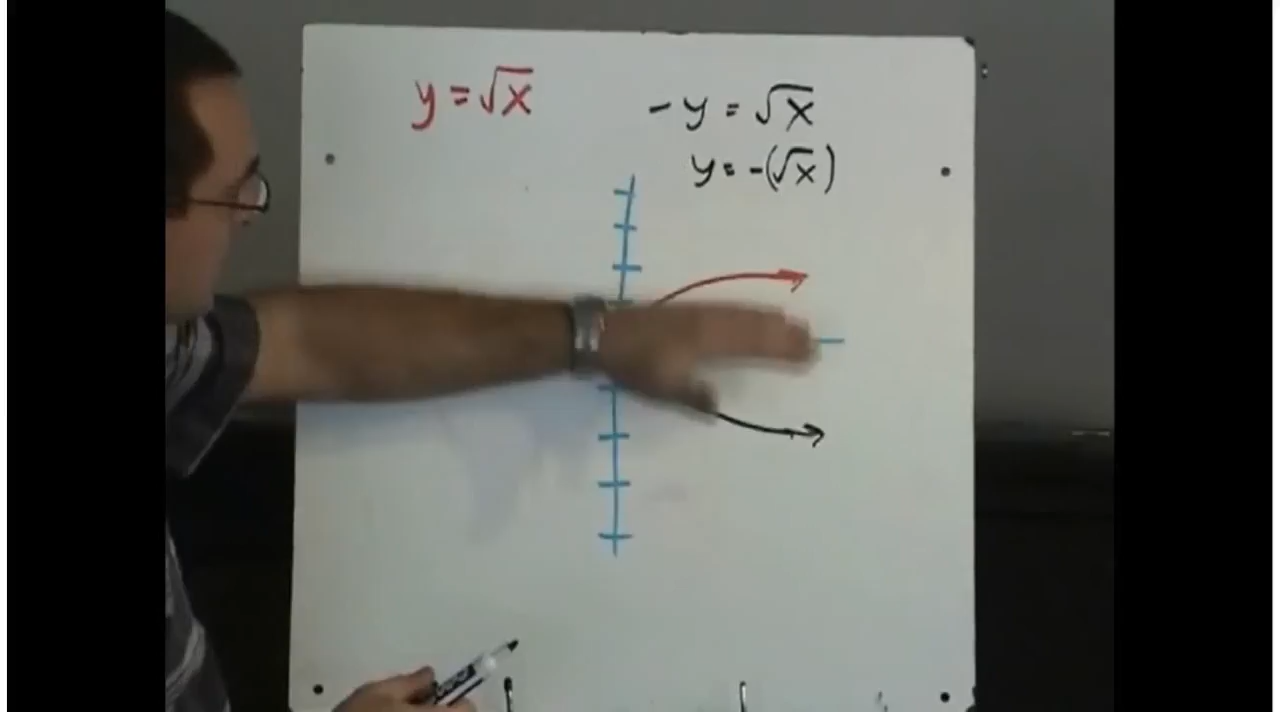 y = √x
-y = √x
y = -(√x)